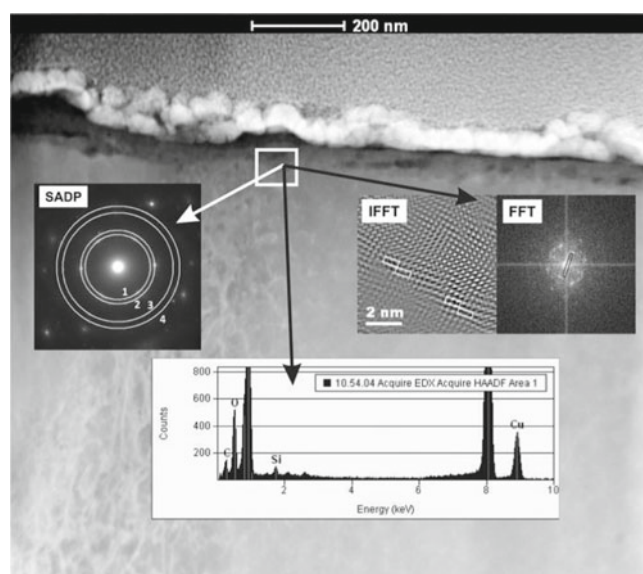 200 nm
SADP
1
2 3
4
IFFT
FFT
2 nm
10.54.04 Acquire EDX Acquire HAADF Area 1
800
600
400
200
Counts
C
O
Si
Cu
2
4
6
8
10
Energy (keV)